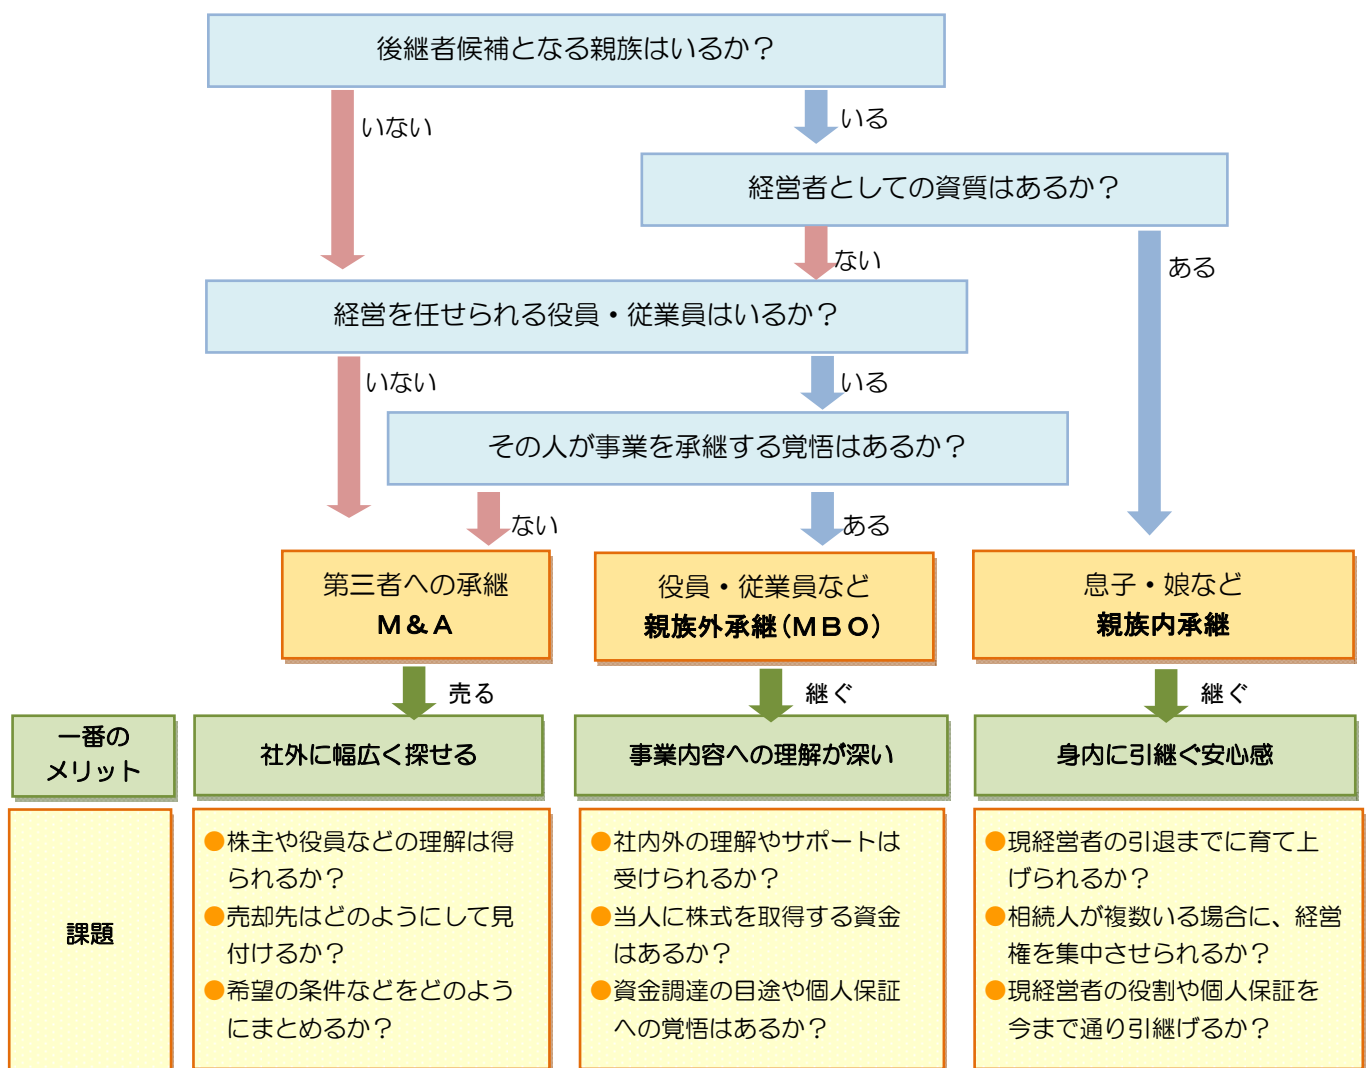 後継者候補となる親族はいるか？
いない
いる
経営者としての資質はあるか？
ない
ある
経営を任せられる役員・従業員はいるか？
いない
いる
その人が事業を承継する覚悟はあるか？
ない
ある
第三者への承継
Ｍ＆Ａ
役員・従業員など
親族外承継（ＭＢＯ）
息子・娘など
親族内承継
売る
継ぐ
継ぐ
一番の
メリット
社外に幅広く探せる
事業内容への理解が深い
身内に引継ぐ安心感
課題
●株主や役員などの理解は得
られるか？
●売却先はどのようにして見
付けるか？
●希望の条件などをどのよう
にまとめるか？
●社内外の理解やサポートは
受けられるか？
●当人に株式を取得する資金
はあるか？
●資金調達の目途や個人保証
への覚悟はあるか？
●現経営者の引退までに育て上
げられるか？
●相続人が複数いる場合に、経営
権を集中させられるか？
●現経営者の役割や個人保証を
今まで通り引継げるか？